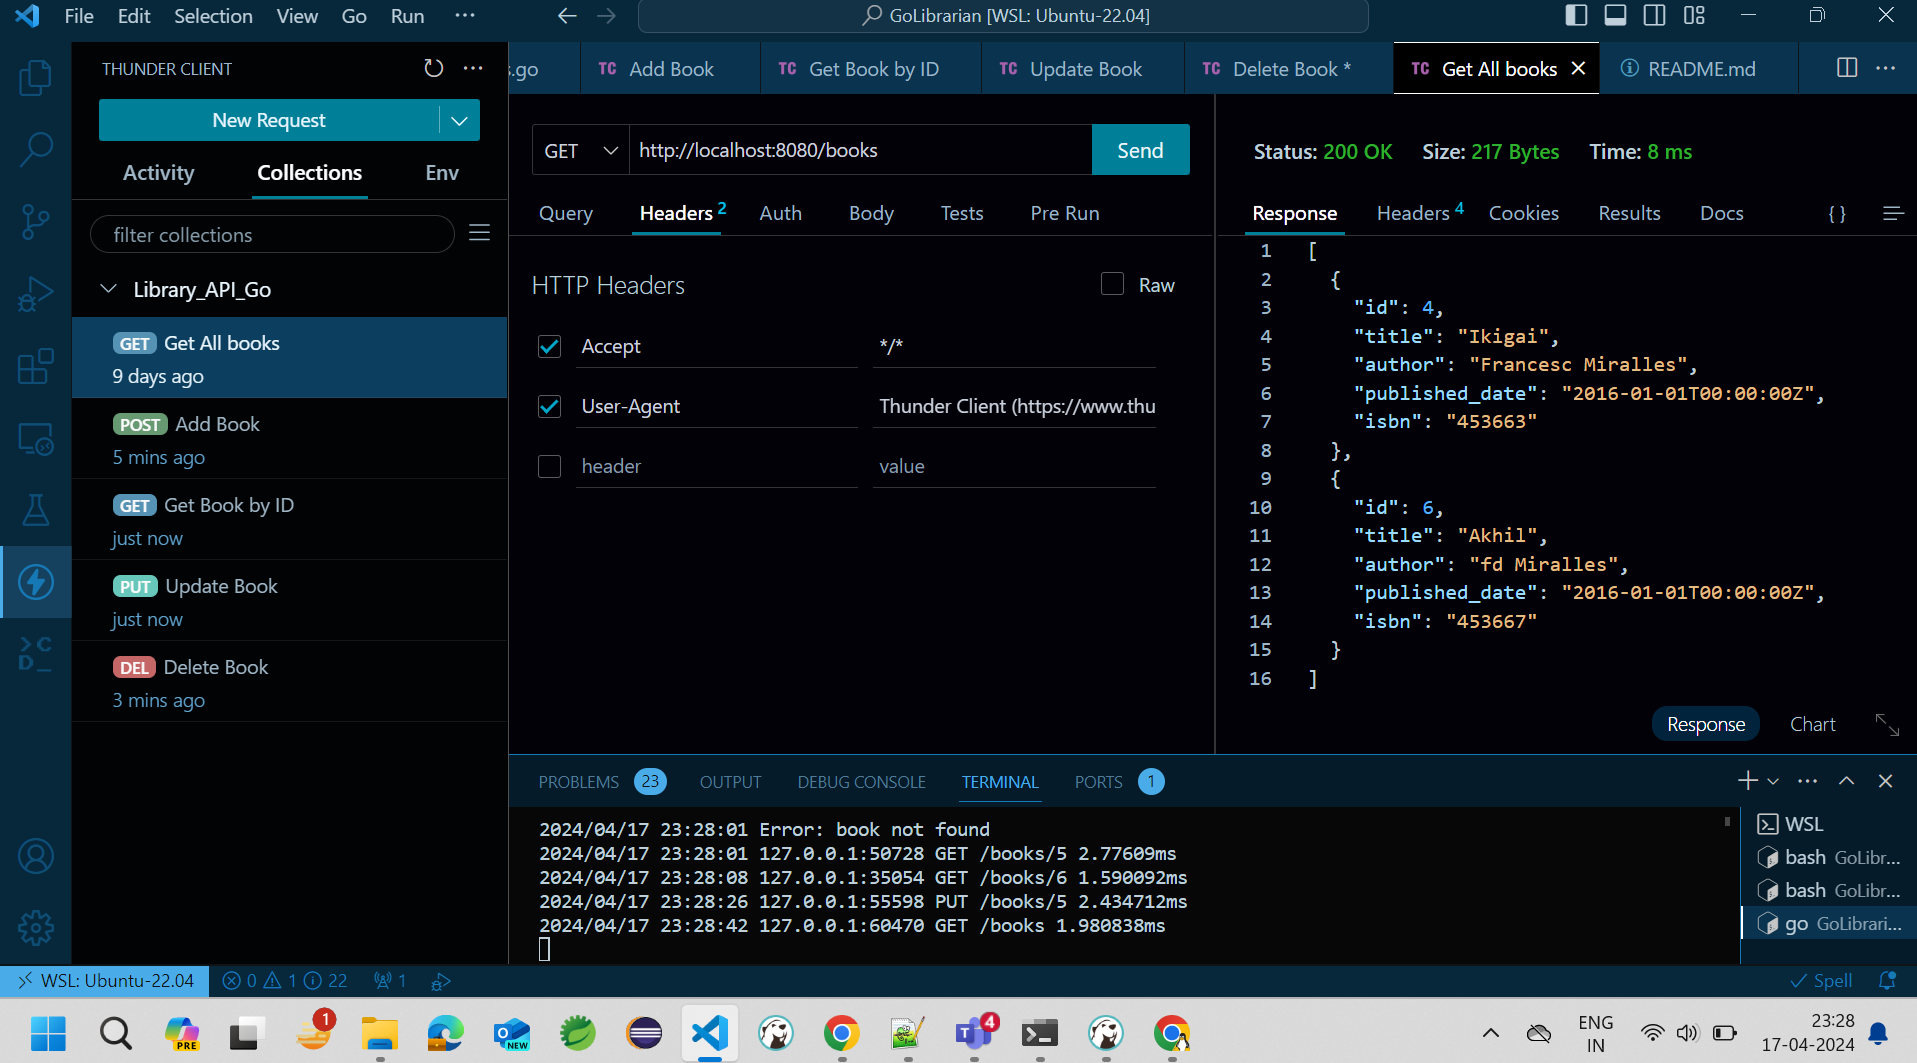 File Edit Selection View Go Run ···
GoLibrarian [WSL: Ubuntu-22.04]
THUNDER CLIENT
New Request
Activity Collections Env
filter collections
Library_API_Go
GET Get All books
9 days ago
POST Add Book
5 mins ago
GET Get Book by ID
just now
PUT Update Book
just now
DEL Delete Book
3 mins ago
s.go
TC Add Book
TC Get Book by ID
TC Update Book
TC Delete Book *
TC Get All books
README.md
GET http://localhost:8080/books Send
Query Headers 2 Auth Body Tests Pre Run
HTTP Headers Raw
Accept */*
User-Agent Thunder Client (https://www.thu
header value
Status: 200 OK Size: 217 Bytes Time: 8 ms
Response Headers 4 Cookies Results Docs { }
1 [
2 {
3 "id": 4,
4 "title": "Ikigai",
5 "author": "Francesc Miralles",
6 "published_date": "2016-01-01T00:00:00Z",
7 "isbn": "453663"
8 },
9 {
10 "id": 6,
11 "title": "Akhil",
12 "author": "fd Miralles",
13 "published_date": "2016-01-01T00:00:00Z",
14 "isbn": "453667"
15 }
16 ]
Response Chart
PROBLEMS 23 OUTPUT DEBUG CONSOLE TERMINAL PORTS 1
2024/04/17 23:28:01 Error: book not found
2024/04/17 23:28:01 127.0.0.1:50728 GET /books/5 2.77609ms
2024/04/17 23:28:08 127.0.0.1:35054 GET /books/6 1.590092ms
2024/04/17 23:28:26 127.0.0.1:55598 PUT /books/5 2.434712ms
2024/04/17 23:28:42 127.0.0.1:60470 GET /books 1.980838ms
WSL
bash GoLibr...
bash GoLibr...
go GoLibrari...
WSL: Ubuntu-22.04 0 1 22 1 Spell
PRE
1
NEW
4
ENG
IN
23:28
17-04-2024